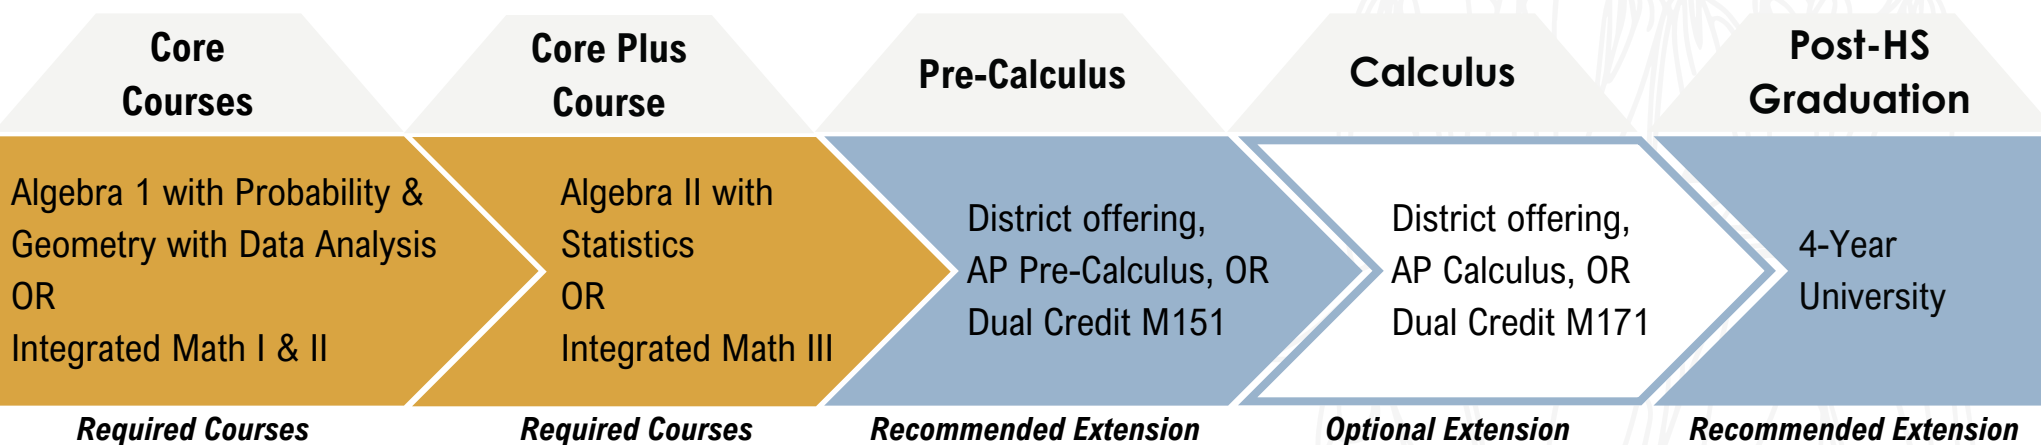 Core
Courses
Core Plus
Course
Pre-Calculus
Calculus
Post-HS
Graduation
Algebra 1 with Probability &
Geometry with Data Analysis
OR
Integrated Math I & II
Algebra II with
Statistics
OR
Integrated Math III
District offering,
AP Pre-Calculus, OR
Dual Credit M151
District offering,
AP Calculus, OR
Dual Credit M171
4-Year
University
Required Courses
Required Courses
Recommended Extension
Optional Extension
Recommended Extension